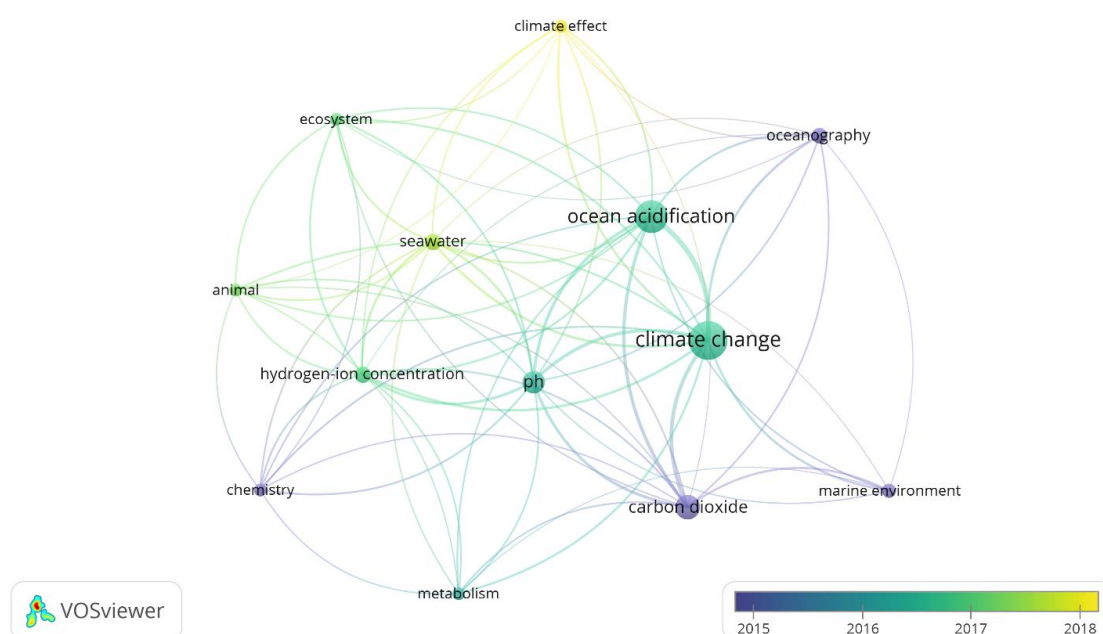 climate effect
ecosystem
oceanography
ocean acidification
seawater
animal
climate change
hydrogen-ion concentration
ph
chemistry
marine environment
carbon dioxide
metabolism
VOSviewer
2015 2016 2017 2018